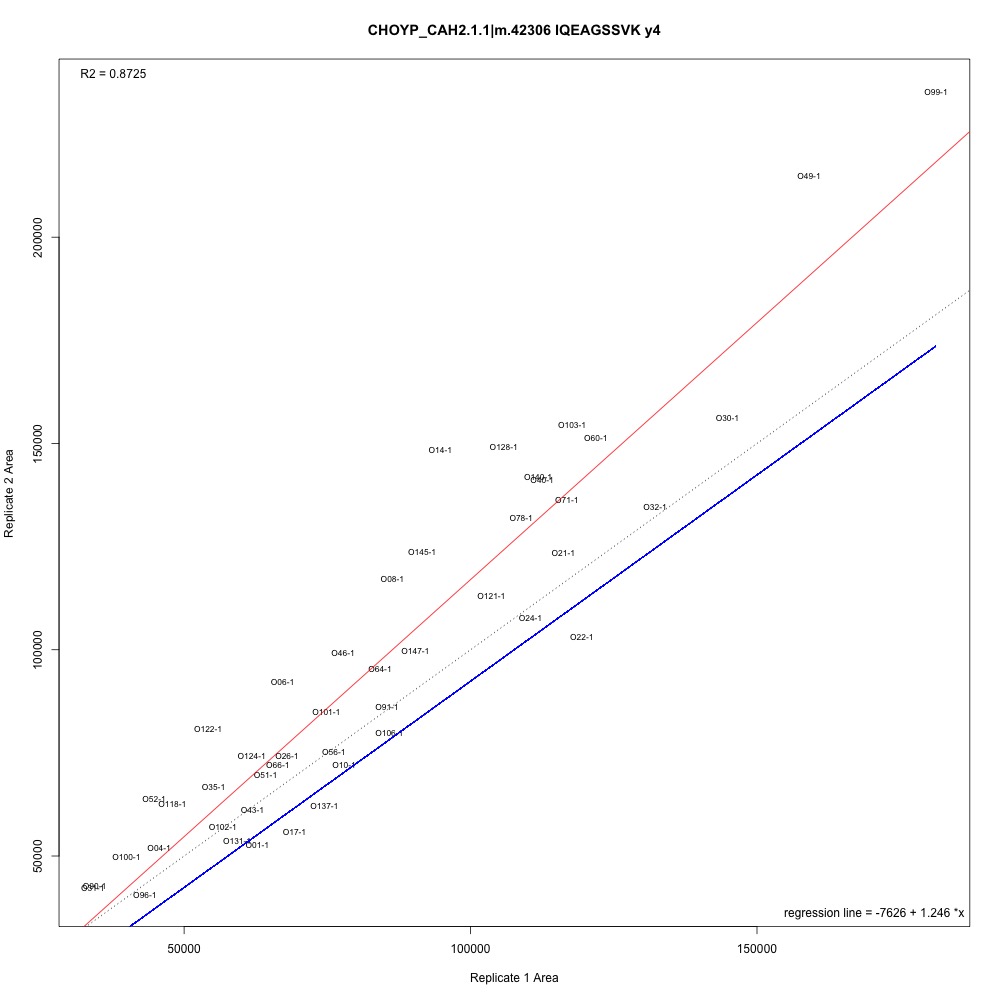 CHOYP_CAH2.1.1|m.42306 IQEAGSSVK y4
R2 = 0.8725
O99-1
O49-1
O30-1
O103-1
O60-1
O128-1
O14-1
O140-1
O40-1
O71-1
O32-1
O78-1
O145-1
O21-1
O08-1
O121-1
O24-1
O22-1
O147-1
O46-1
O64-1
O06-1
O91-1
O101-1
O106-1
O122-1
O56-1
O124-1
O26-1
O66-1
O10-1
O51-1
O35-1
O52-1
O118-1
O137-1
O43-1
O102-1
O17-1
O131-1
O01-1
O04-1
O100-1
O96-1
regression line = -7626 + 1.246 *x
50000
100000
150000
200000
Replicate 2 Area
50000
100000
150000
Replicate 1 Area